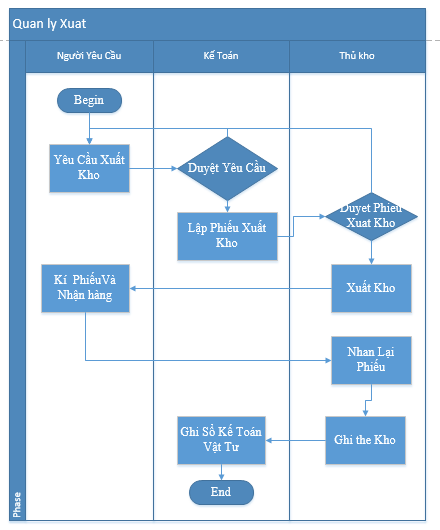 Quan ly Xuat
Người Yêu Cầu
Kế Toán
Thủ kho
Begin
Yêu Cầu Xuất
Kho
Duyệt Yêu Cầu
Lập Phiếu Xuất
Kho
Duyet Phieu
Xuat Kho
Kí PhiếuVà
Nhận hàng
Xuất Kho
Nhan Lại
Phiếu
Ghi Sổ Kế Toán
Vật Tư
Ghi the Kho
End
Phase